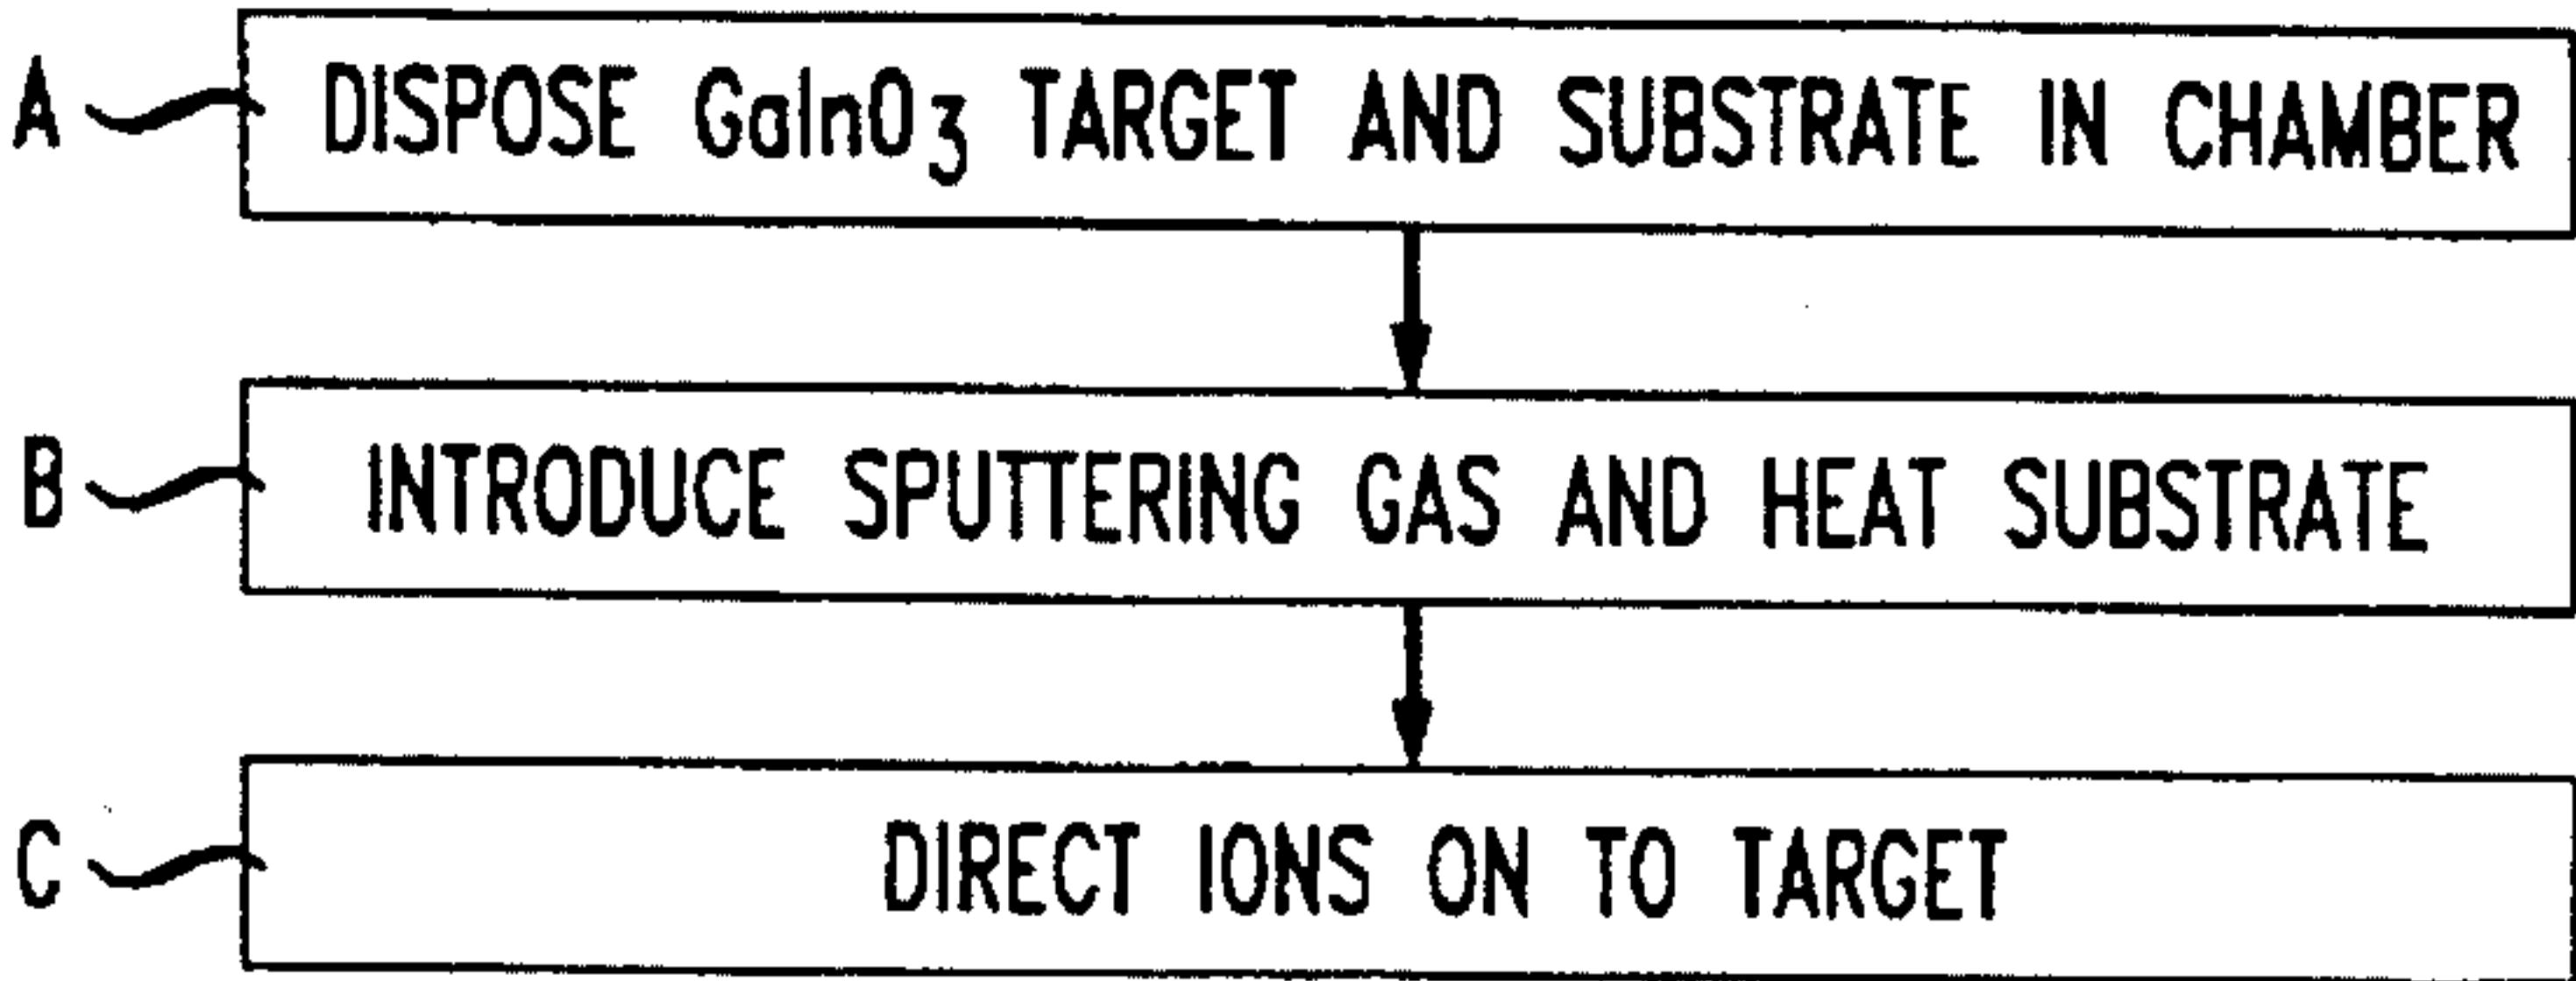 A DISPOSE GaInO3 TARGET AND SUBSTRATE IN CHAMBER
B INTRODUCE SPUTTERING GAS AND HEAT SUBSTRATE
C DIRECT IONS ON TO TARGET